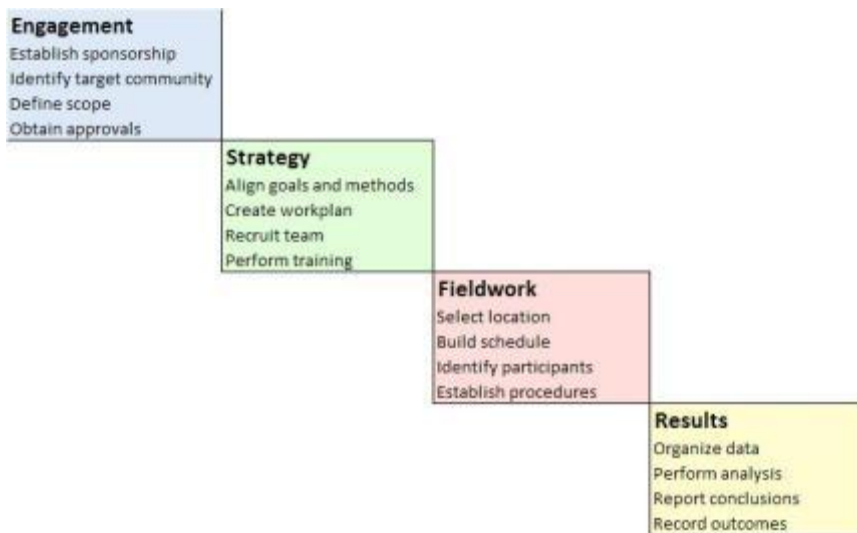 Engagement
Establish sponsorship
Identify target community
Define scope
Obtain approvals
Strategy
Align goals and methods
Create workplan
Recruit team
Perform training
Fieldwork
Select location
Build schedule
Identify participants
Establish procedures
Results
Organize data
Perform analysis
Report conclusions
Record outcomes